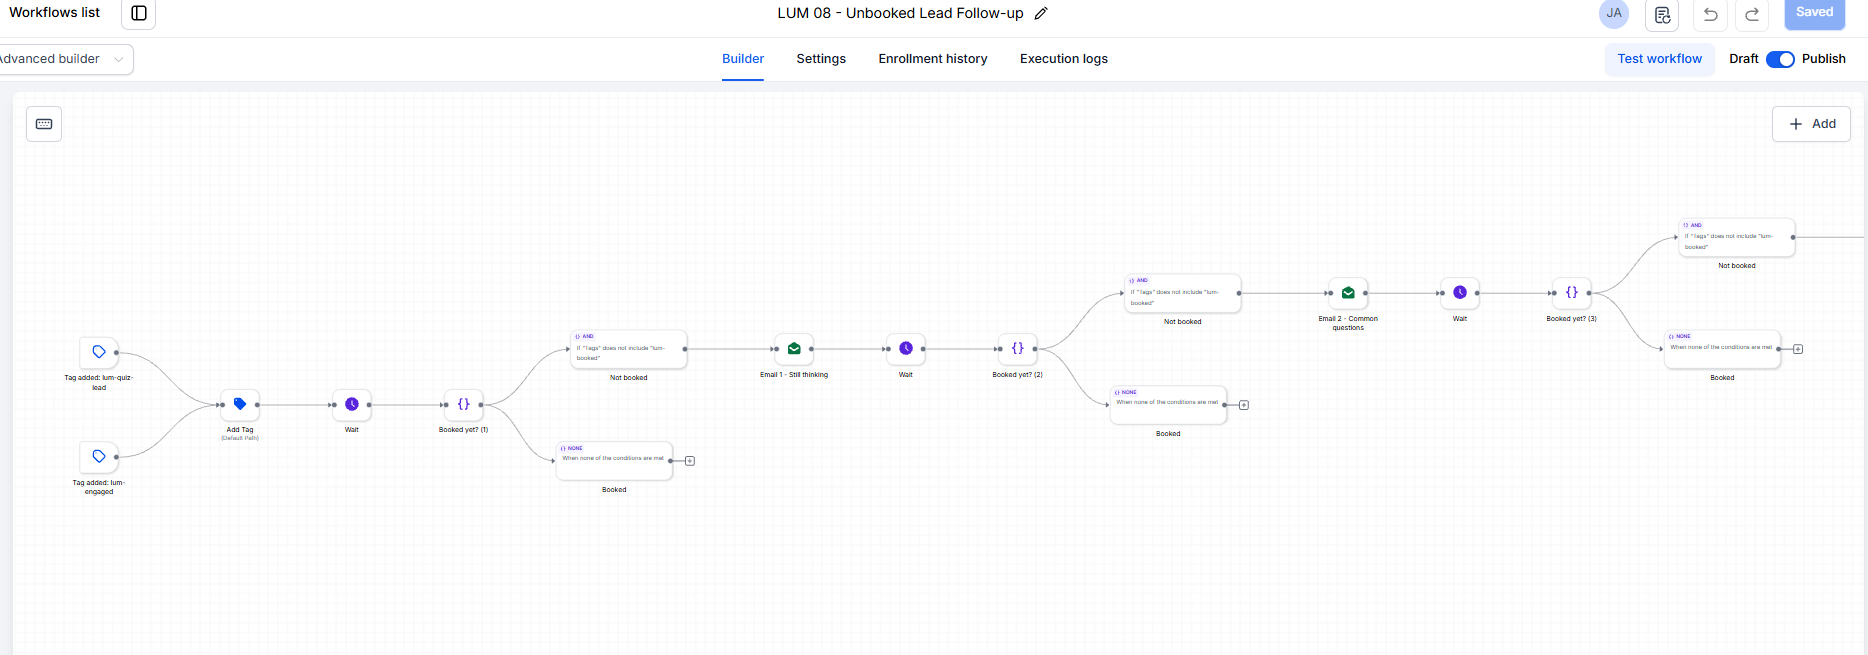 Workflows list
LUM 08 - Unbooked Lead Follow-up
JA
Saved
Advanced builder
Builder
Settings
Enrollment history
Execution logs
Test workflow
Draft
Publish
Add
Tag added: lum-quiz-
lead
Tag added: lum-
engaged
Add Tag
(Default Path)
Wait
Booked yet? (1)
{} AND
If "Tags" does not include "lum-
booked"
Not booked
{} NONE
When none of the conditions are met
Booked
Email 1 - Still thinking
Wait
Booked yet? (2)
{} AND
If "Tags" does not include "lum-
booked"
Not booked
{} NONE
When none of the conditions are met
Booked
Email 2 - Common
questions
Wait
Booked yet? (3)
{} AND
If "Tags" does not include "lum-
booked"
Not booked
{} NONE
When none of the conditions are met
Booked